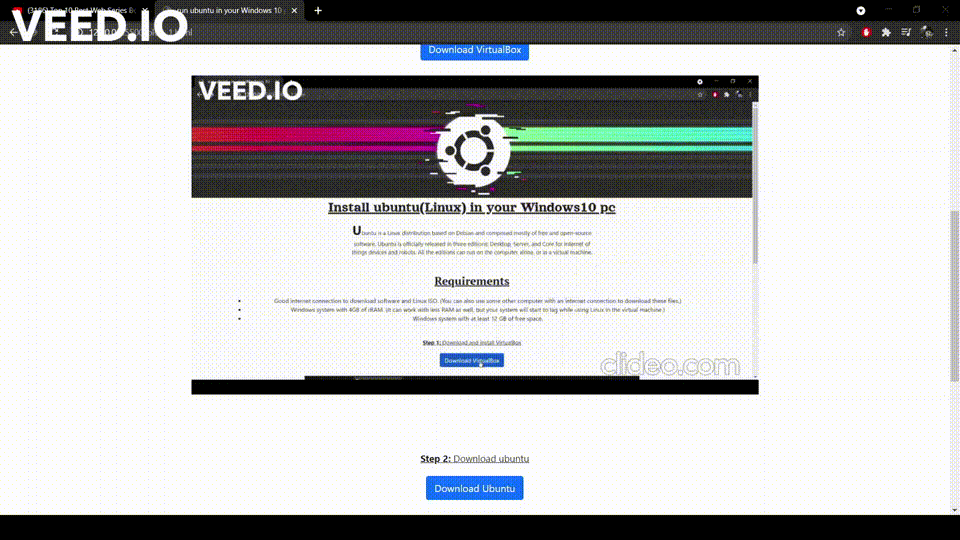 run ubuntu in your Windows 10
VEED.IO
Download VirtualBox
VEED.IO
Install ubuntu(Linux) in your Windows10 pc
Ubuntu is a Linux distribution based on Debian and composed mostly of free and open-source
software. Ubuntu is officially released in three editions: Desktop, Server, and Core for Internet of
things devices and robots. All the editions can run on the computer alone, or in a virtual machine.
Requirements
Good internet connection to download software and Linux ISO. (You can also use some other computer with an internet connection to download these files.)
Windows system with 4GB of RAM. (It can work with less RAM as well, but your system will start to lag while using Linux in the virtual machine.)
Windows system with at least 12 GB of free space.
Step 1: Download and install VirtualBox
Download VirtualBox
clideo.com
Step 2: Download ubuntu
Download Ubuntu